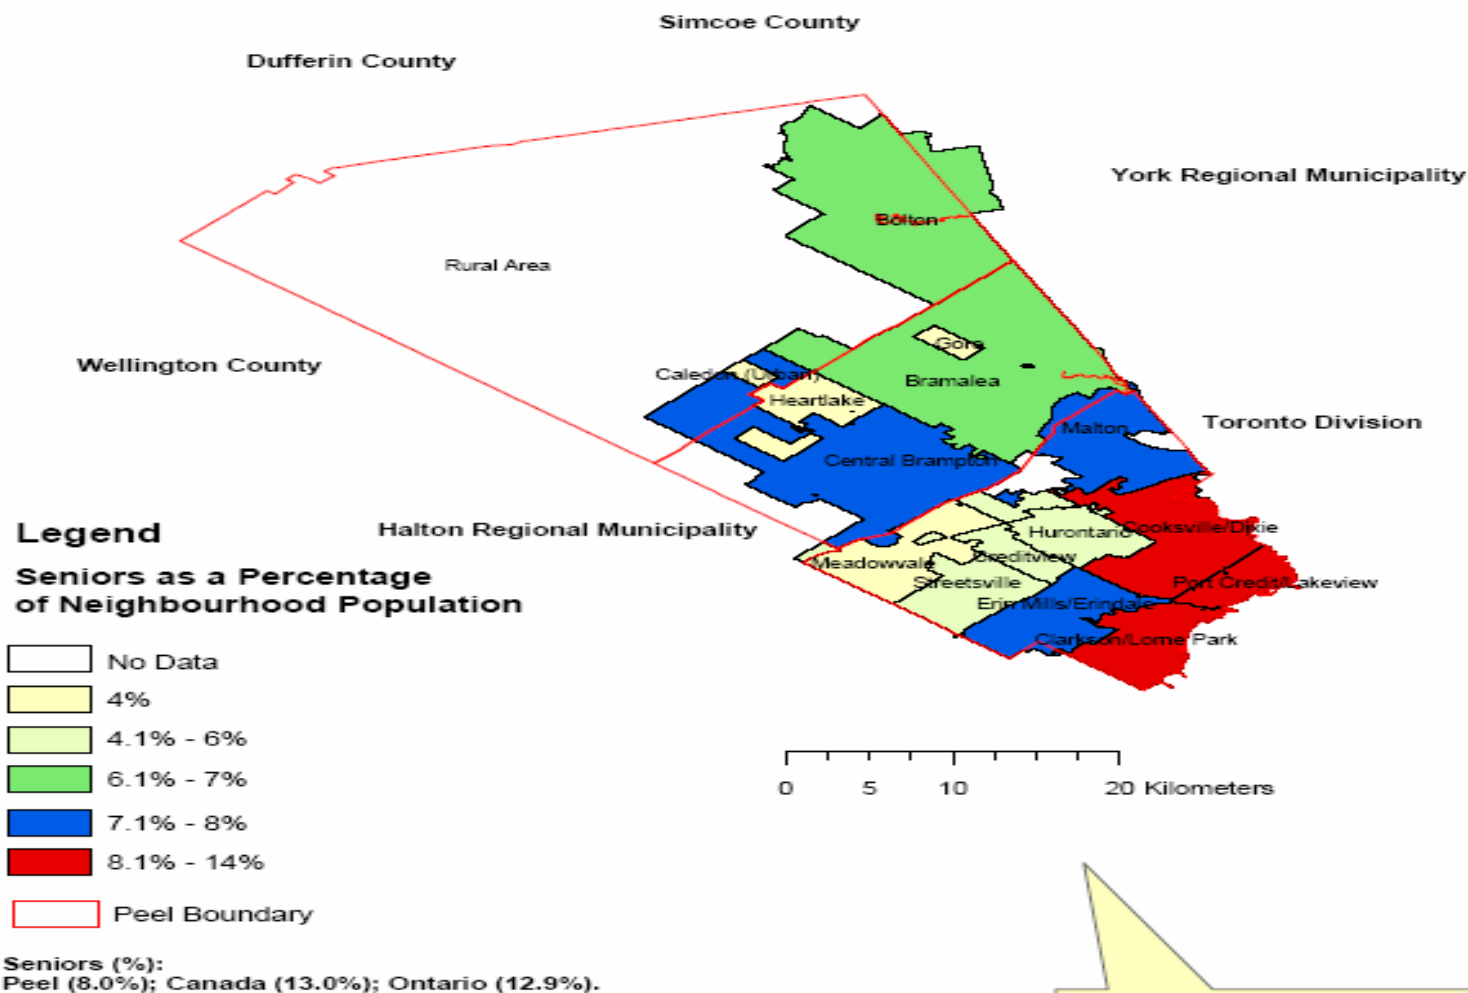 Simcoe County
Dufferin County
York Regional Municipality
Bolton
Rural Area
Gore
Wellington County
Caledon (Urban)
Bramalea
Heartlake
Malton
Toronto Division
Central Brampton
Halton Regional Municipality
Hurontario
Cooksville/Dixie
Creditview
Meadowvale
Streetsville
Port Credit/Lakeview
Erin Mills/Erindale
Clarkson/Lorne Park
Legend
Seniors as a Percentage
of Neighbourhood Population
No Data
4%
4.1% - 6%
6.1% - 7%
7.1% - 8%
8.1% - 14%
Peel Boundary
0 5 10 20 Kilometers
Seniors (%):
Peel (8.0%); Canada (13.0%); Ontario (12.9%).